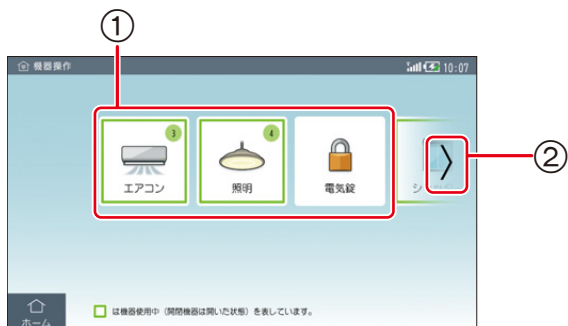 ①
機器操作
10:07
3
4
②
エアコン
照明
電気錠
シ
は機器使用中（開閉機器は開いた状態）を表しています。
ホーム